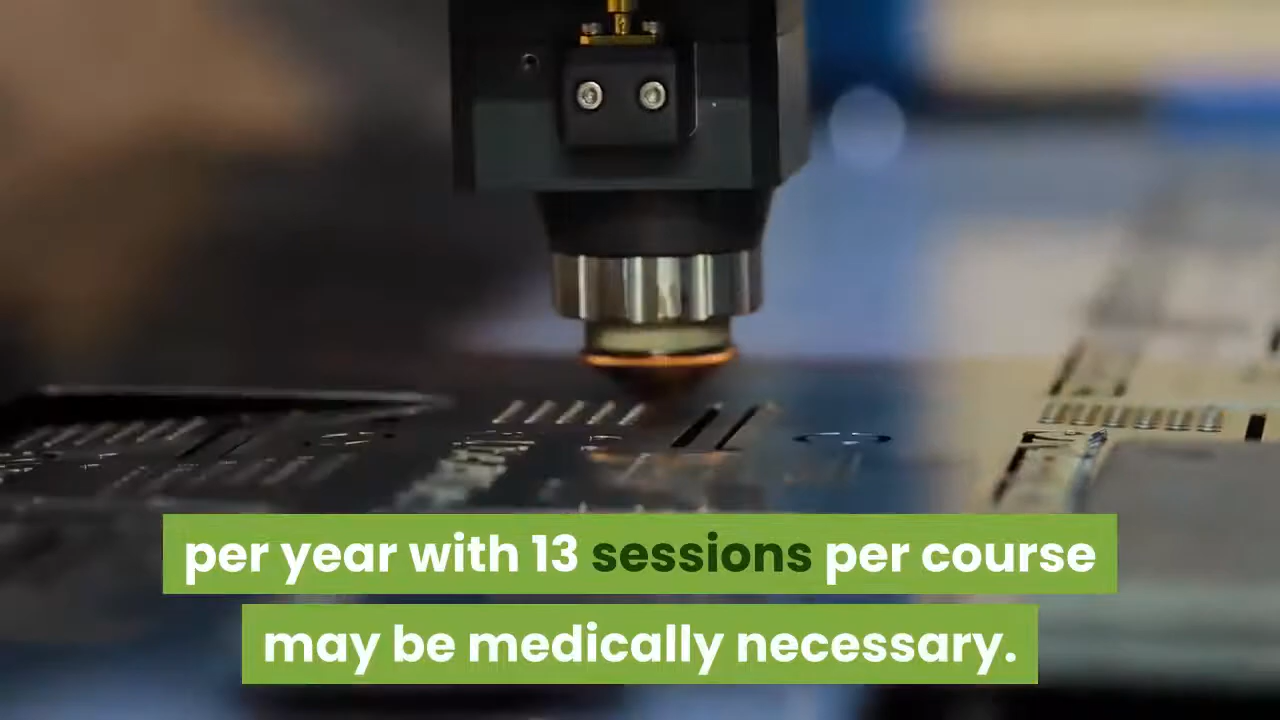 per year with 13 sessions per course
may be medically necessary.